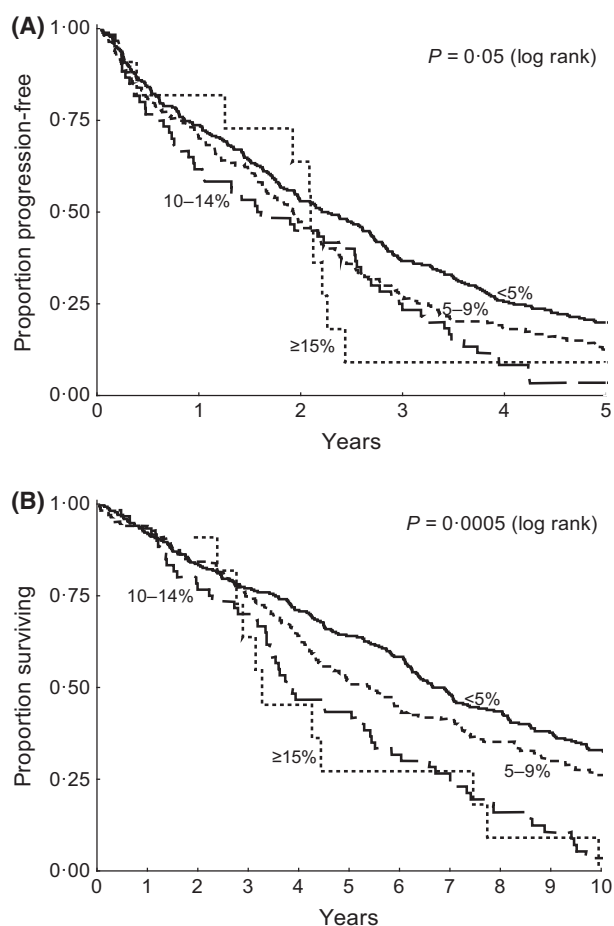 (A)
1·00
P = 0·05 (log rank)
0·75
10–14%
0·50
<5%
5–9%
0·25
≥15%
0·00
0 1 2 3 4 5
Years
Proportion progression-free
(B)
1·00
P = 0·0005 (log rank)
10–14%
0·75
0·50
<5%
≥15%
5–9%
0·25
0·00
0 1 2 3 4 5 6 7 8 9 10
Years
Proportion surviving